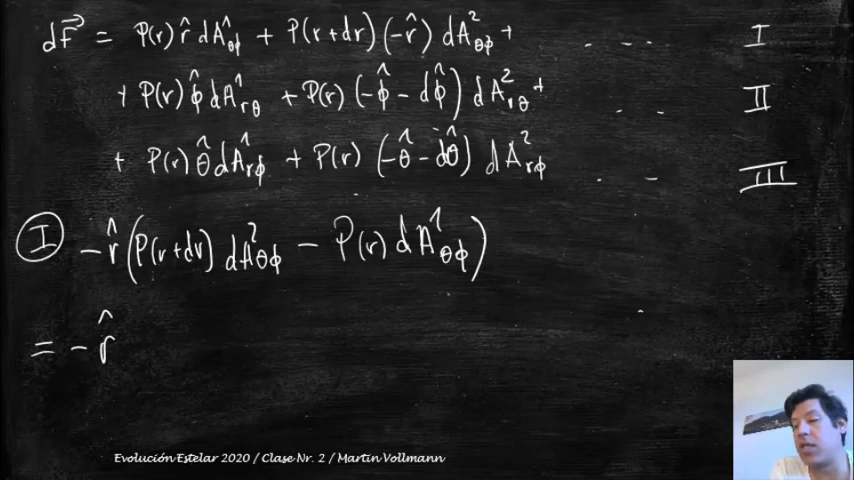 dF⃗ = P(r) r̂ dA¹θφ + P(r+dr) (-r̂) dA²θφ + . . . . I
+ P(r) φ̂ dA¹rθ + P(r) (-φ̂ - dφ̂) dA²rθ + . . . II
+ P(r) θ̂ dA¹rφ + P(r) (-θ̂ - dθ̂) dA²rφ . . III
I -r̂ (P(r+dr) dA²θφ - P(r) dA¹θφ)
= - r̂
Evolución Estelar 2020 / Clase Nr. 2 / Martin Vollmann